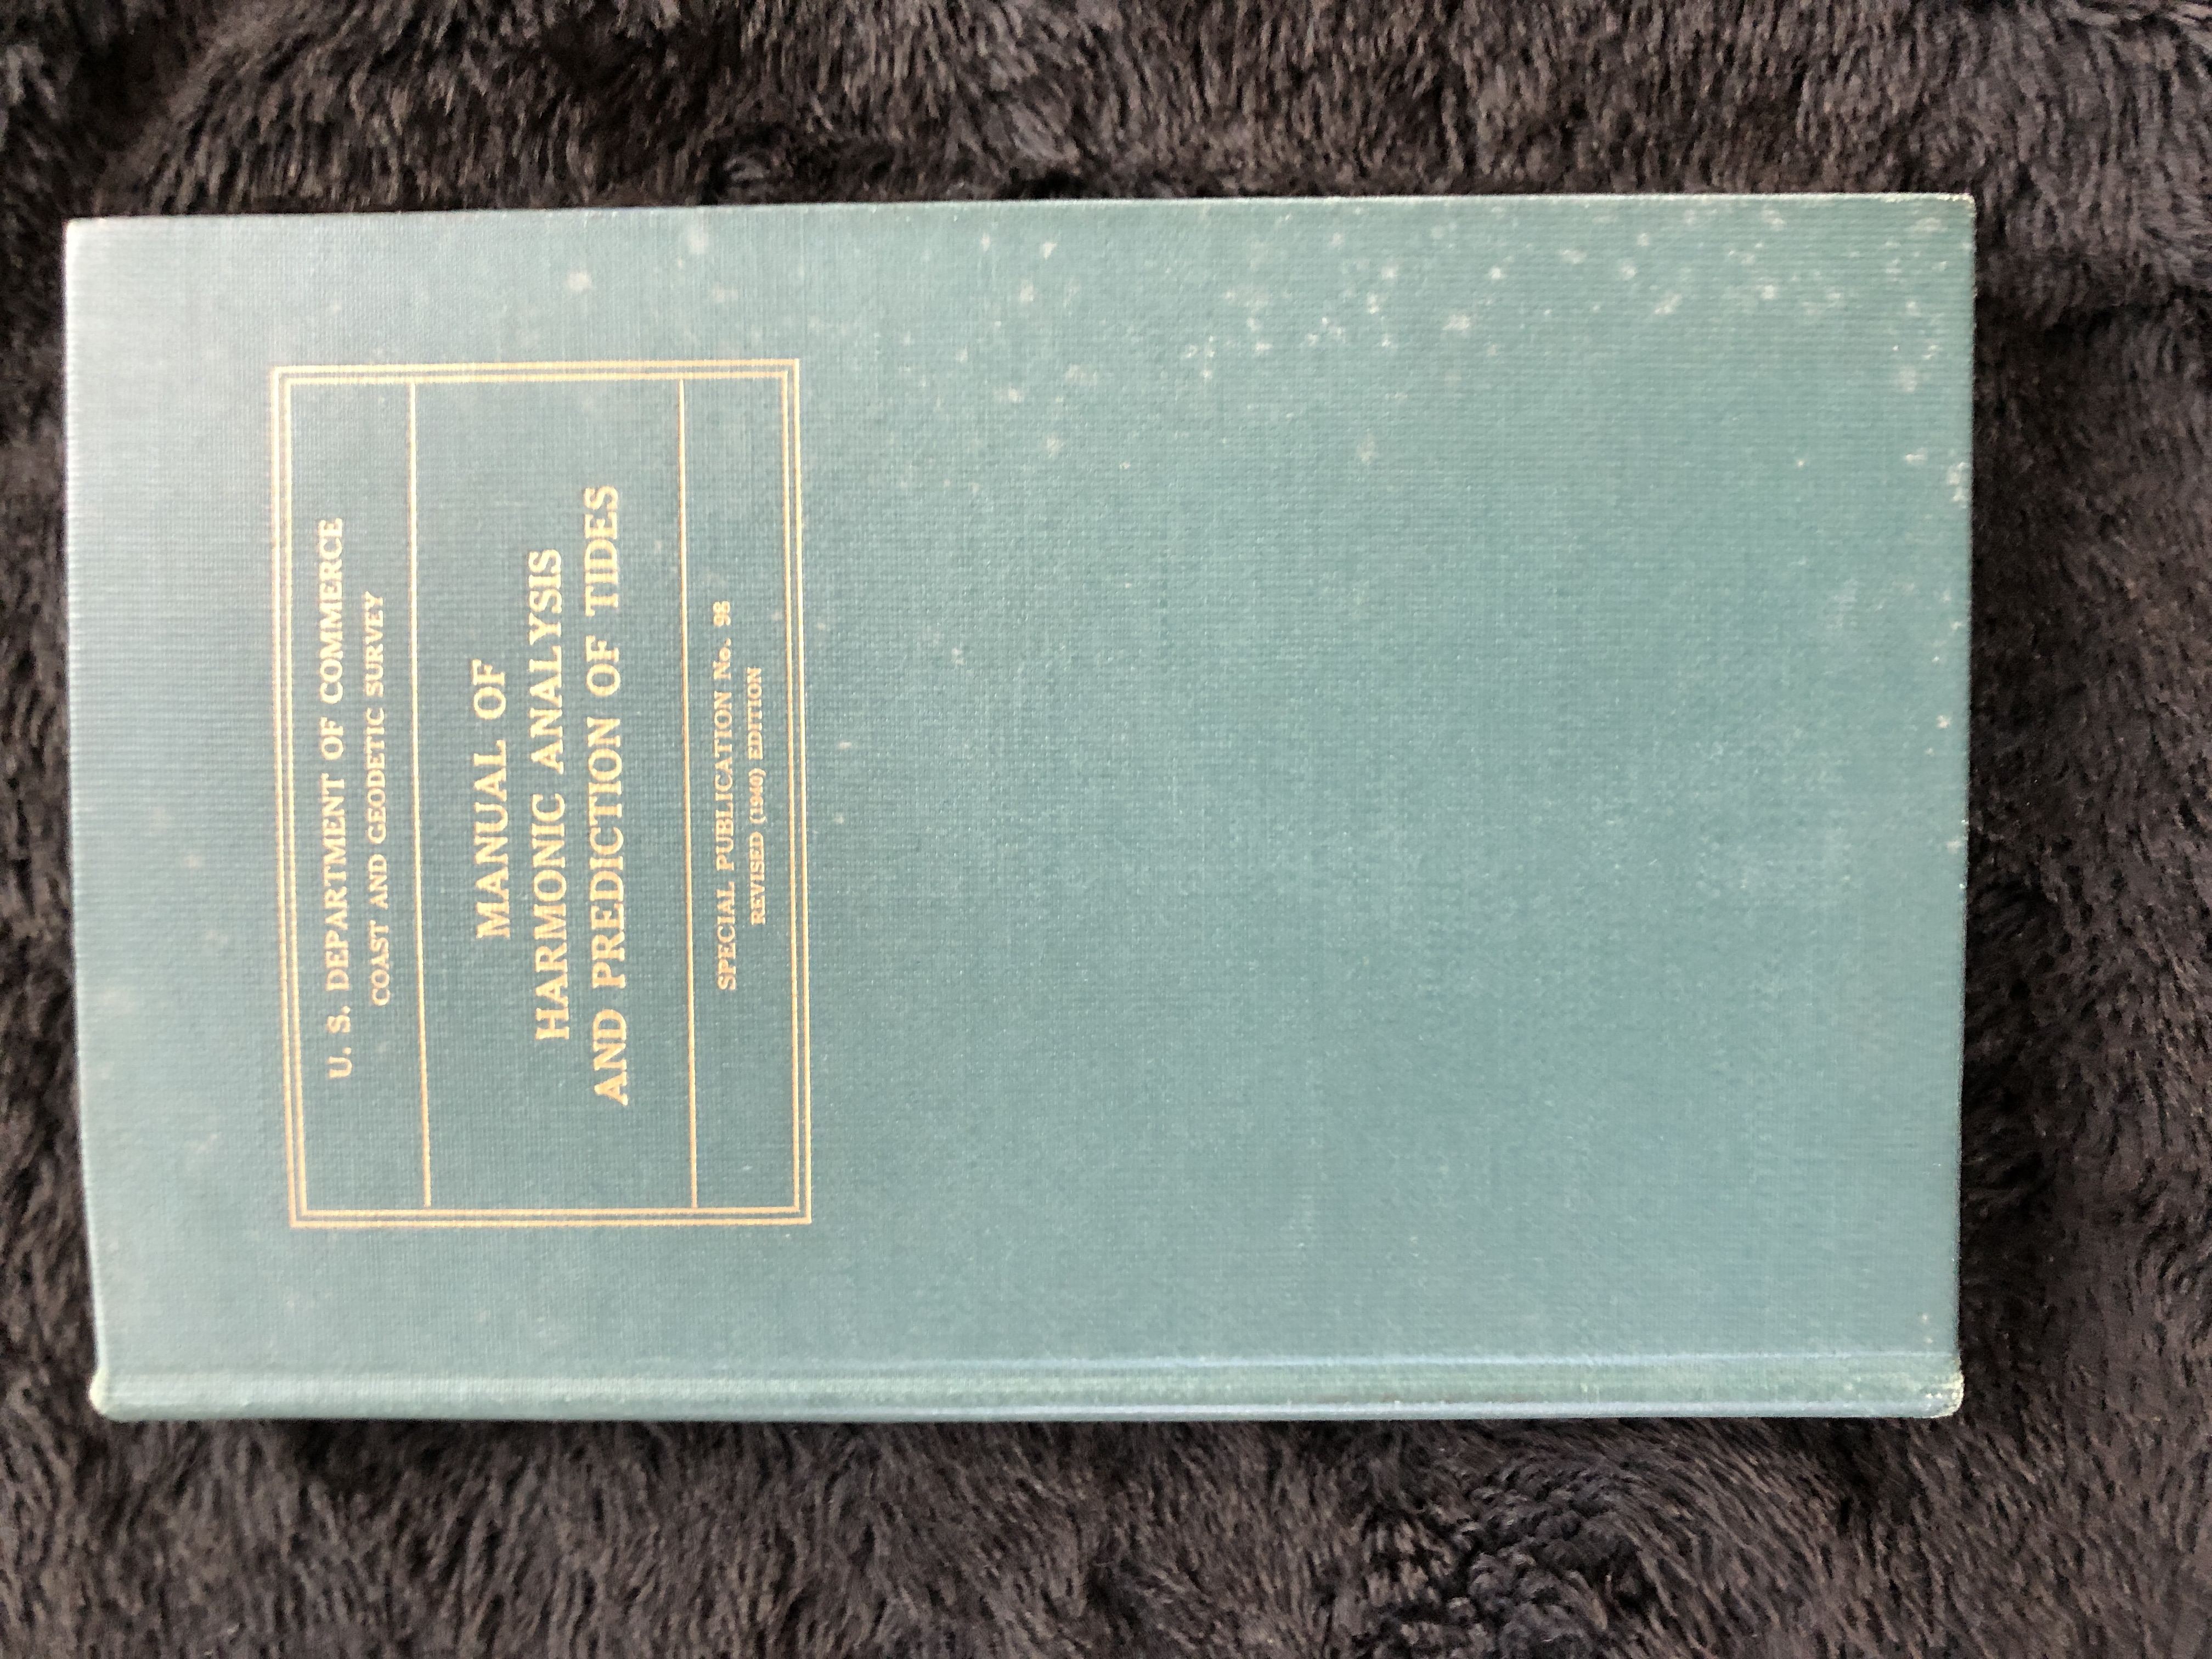 U. S. DEPARTMENT OF COMMERCE
COAST AND GEODETIC SURVEY
MANUAL OF
HARMONIC ANALYSIS
AND PREDICTION OF TIDES
SPECIAL PUBLICATION No. 98
REVISED (1940) EDITION